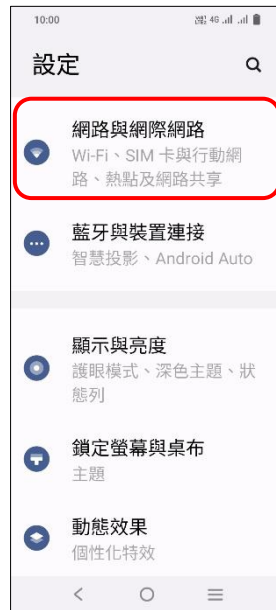 10:00
4G
設定
網路與網際網路
Wi-Fi、SIM 卡與行動網
路、熱點及網路共享
藍牙與裝置連接
智慧投影、Android Auto
顯示與亮度
護眼模式、深色主題、狀
態列
鎖定螢幕與桌布
主題
動態效果
個性化特效